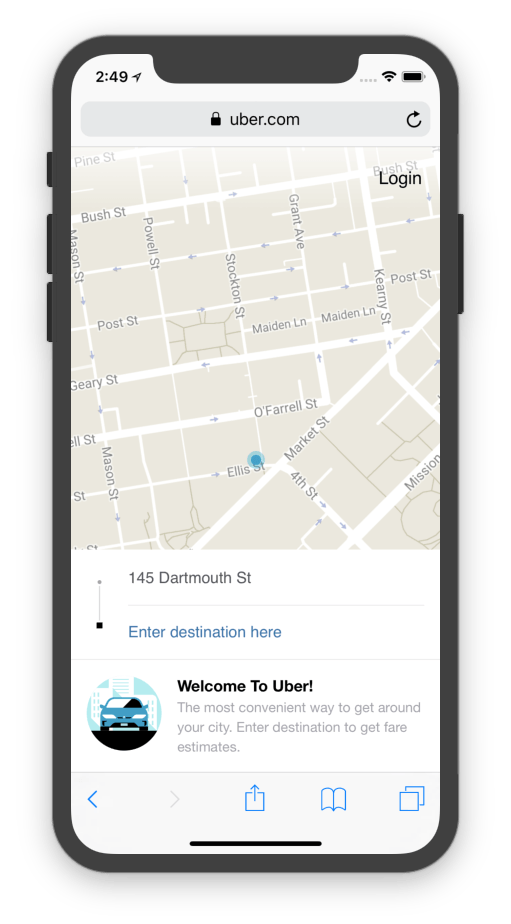 2:49
uber.com
Pine St
Bush St
Login
Bush St
Grant Ave
Powell St
Mason St
Stockton St
Kearny St
Post St
Maiden Ln
Maiden Ln
Post St
Geary St
O'Farrell St
ell St
Market St
Ellis St
Mason St
4th St
Mission
St
St
145 Dartmouth St
Enter destination here
Welcome To Uber!
The most convenient way to get around
your city. Enter destination to get fare
estimates.